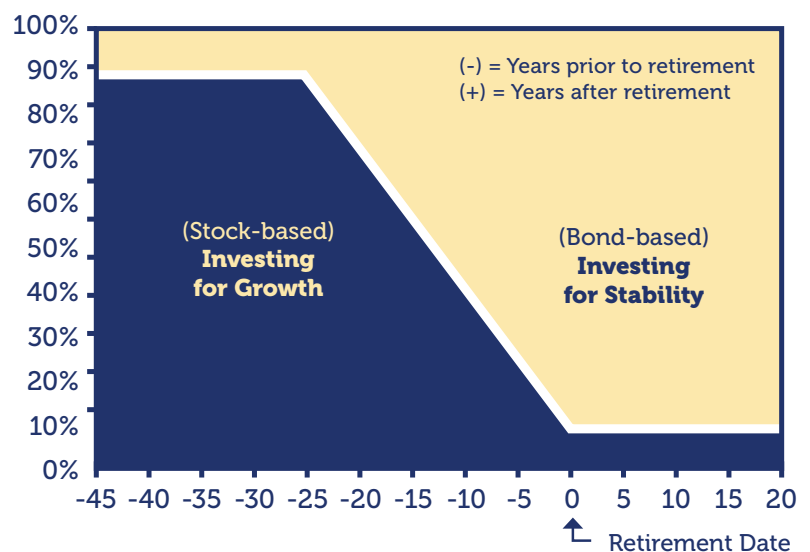 100%
90%
80%
70%
60%
50%
40%
30%
20%
10%
0%
(-) = Years prior to retirement
(+) = Years after retirement
(Stock-based)
Investing
for Growth
(Bond-based)
Investing
for Stability
-45 -40 -35 -30 -25 -20 -15 -10 -5 0 5 10 15 20
Retirement Date